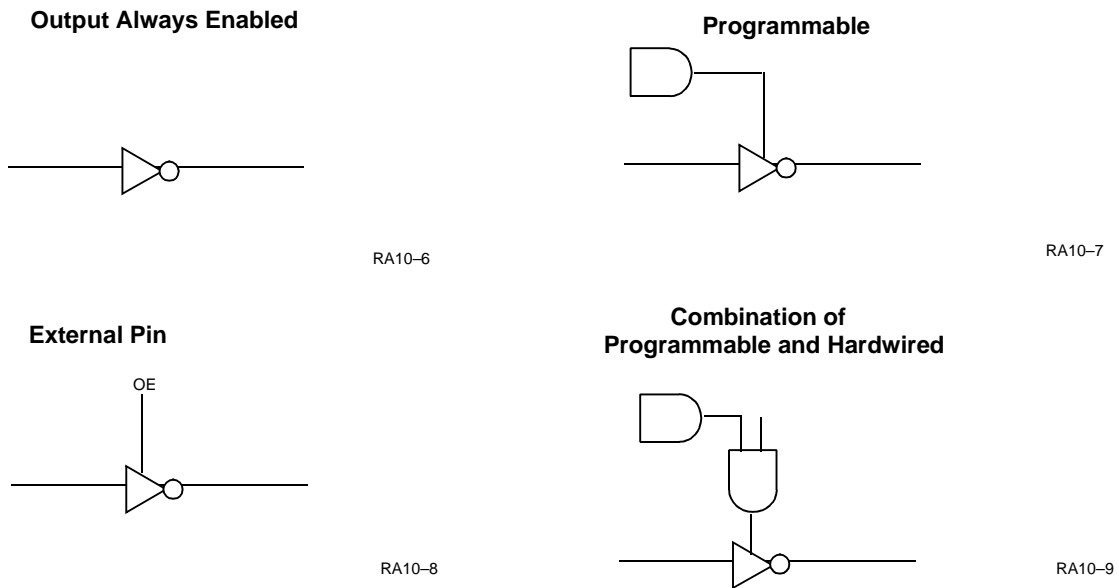 Output Always Enabled
RA10–6
Programmable
RA10–7
External Pin
OE
RA10–8
Combination of
Programmable and Hardwired
RA10–9